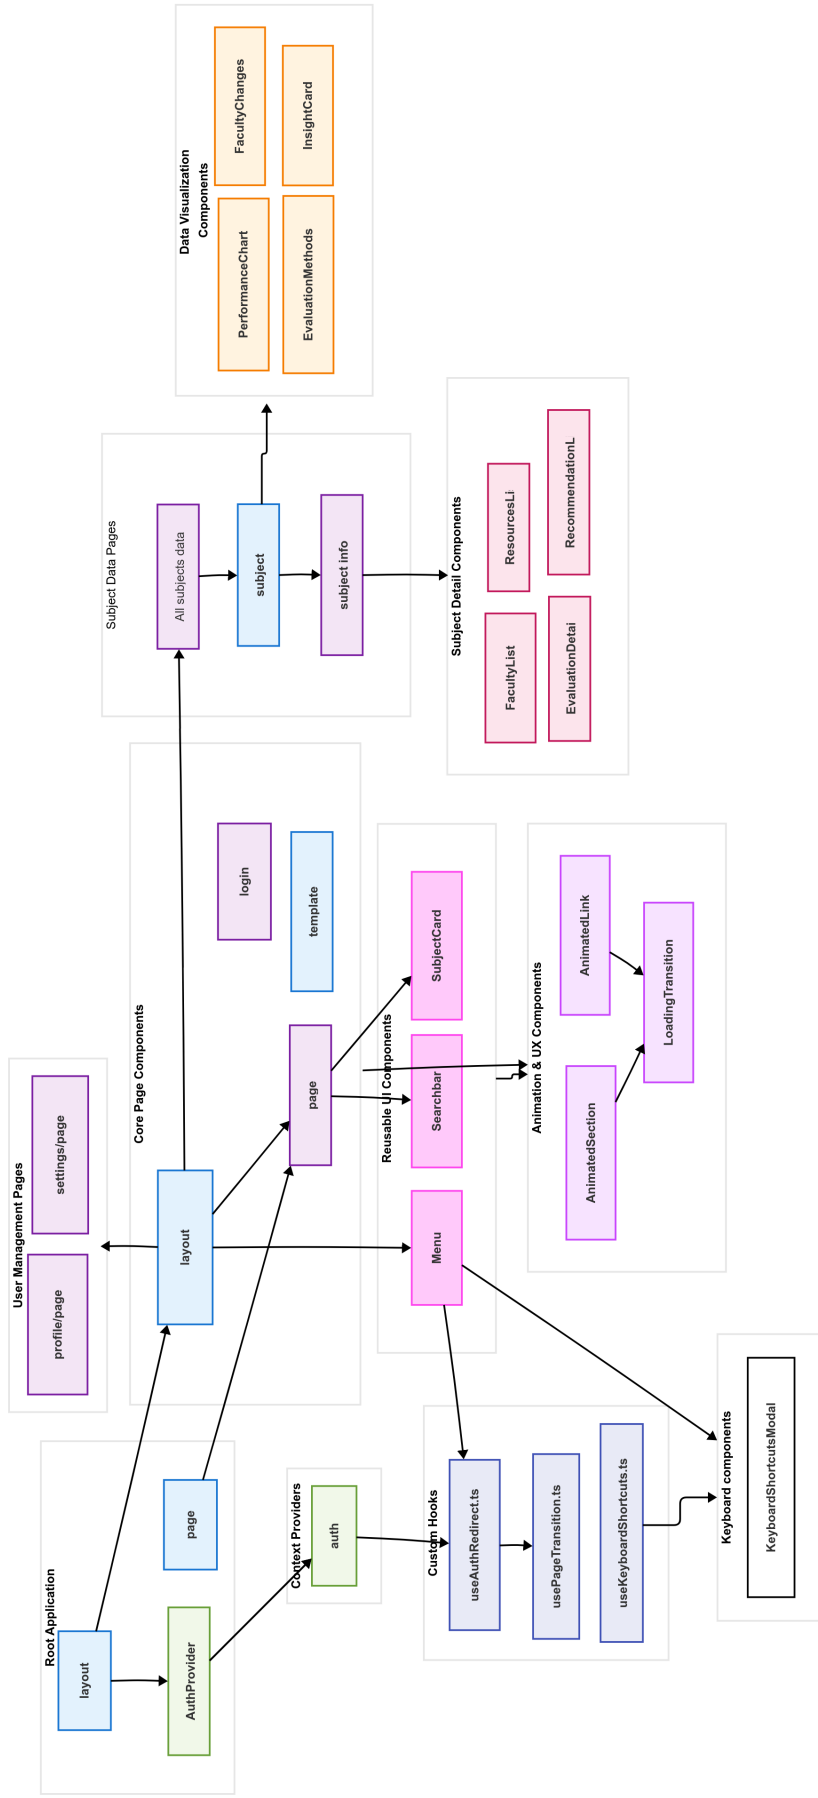 Root Application
layout
AuthProvider
page
Context Providers
auth
Custom Hooks
useAuthRedirect.ts
usePageTransition.ts
useKeyboardShortcuts.ts
Keyboard components
KeyboardShortcutsModal
User Management Pages
profile/page
settings/page
Core Page Components
layout
page
login
template
Reusable UI Components
Menu
Searchbar
SubjectCard
Animation & UX Components
AnimatedSection
AnimatedLink
LoadingTransition
Subject Data Pages
All subjects data
subject
subject info
Subject Detail Components
FacultyList
ResourcesLi
EvaluationDetai
RecommendationL
Data Visualization
Components
PerformanceChart
FacultyChanges
EvaluationMethods
InsightCard